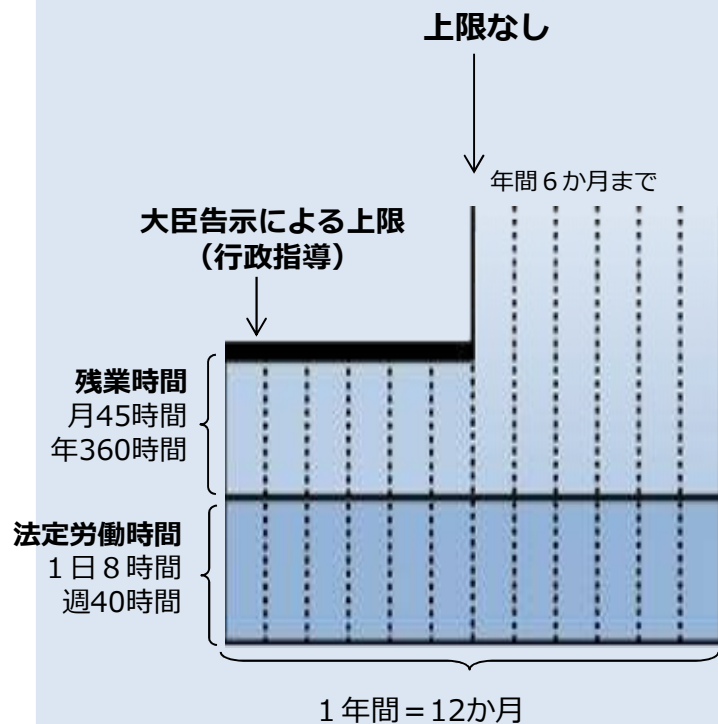 上限なし
年間６か月まで
大臣告示による上限
（行政指導）
残業時間
月45時間
年360時間
法定労働時間
１日８時間
週40時間
１年間＝12か月